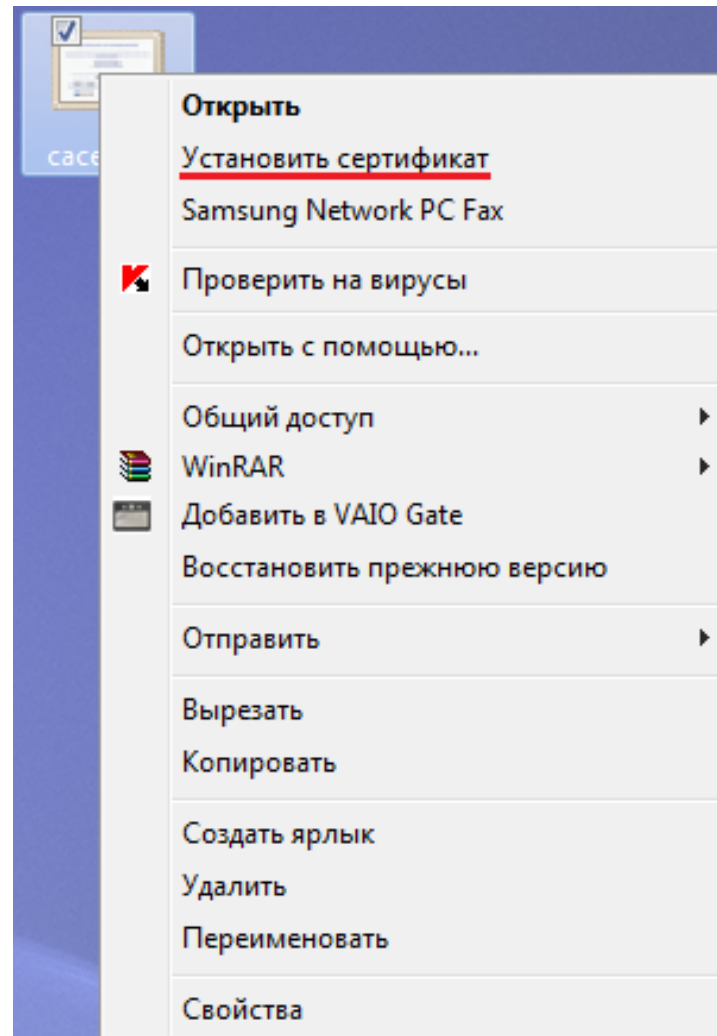 cace
Открыть
Установить сертификат
Samsung Network PC Fax
Проверить на вирусы
Открыть с помощью...
Общий доступ
WinRAR
Добавить в VAIO Gate
Восстановить прежнюю версию
Отправить
Вырезать
Копировать
Создать ярлык
Удалить
Переименовать
Свойства